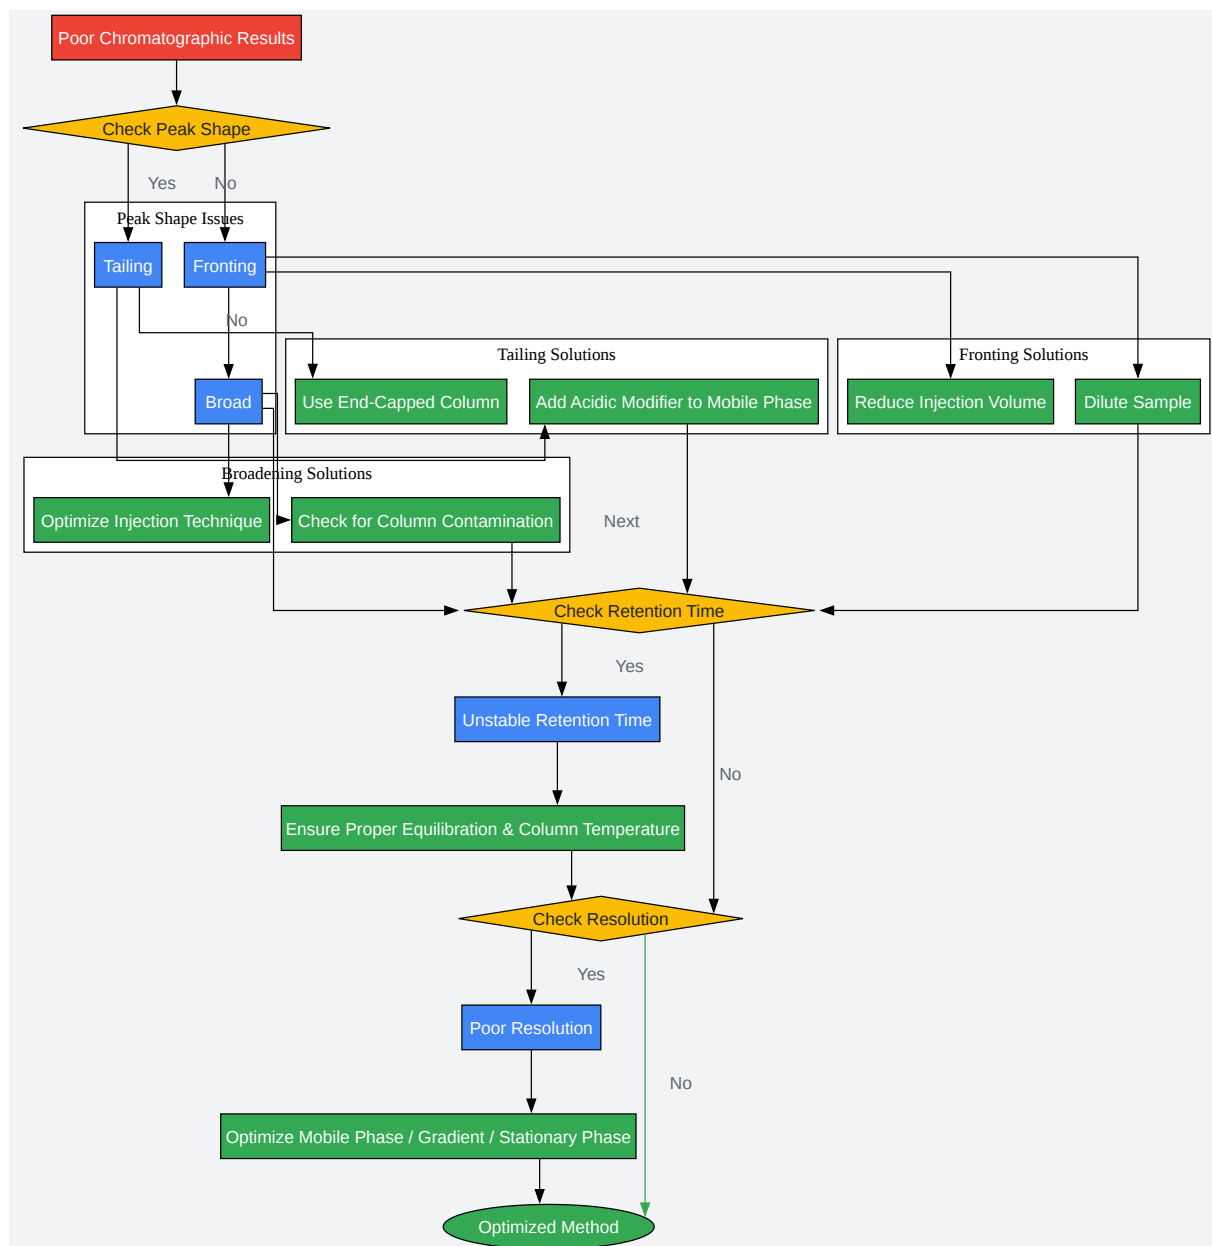 Poor Chromatographic Results
Check Peak Shape
Yes
No
Peak Shape Issues
Tailing
Fronting
No
Tailing Solutions
Fronting Solutions
Broad
Use End-Capped Column
Add Acidic Modifier to Mobile Phase
Reduce Injection Volume
Dilute Sample
Broadening Solutions
Optimize Injection Technique
Check for Column Contamination
Next
Check Retention Time
Yes
Unstable Retention Time
No
Ensure Proper Equilibration & Column Temperature
Check Resolution
Yes
Poor Resolution
No
Optimize Mobile Phase / Gradient / Stationary Phase
Optimized Method